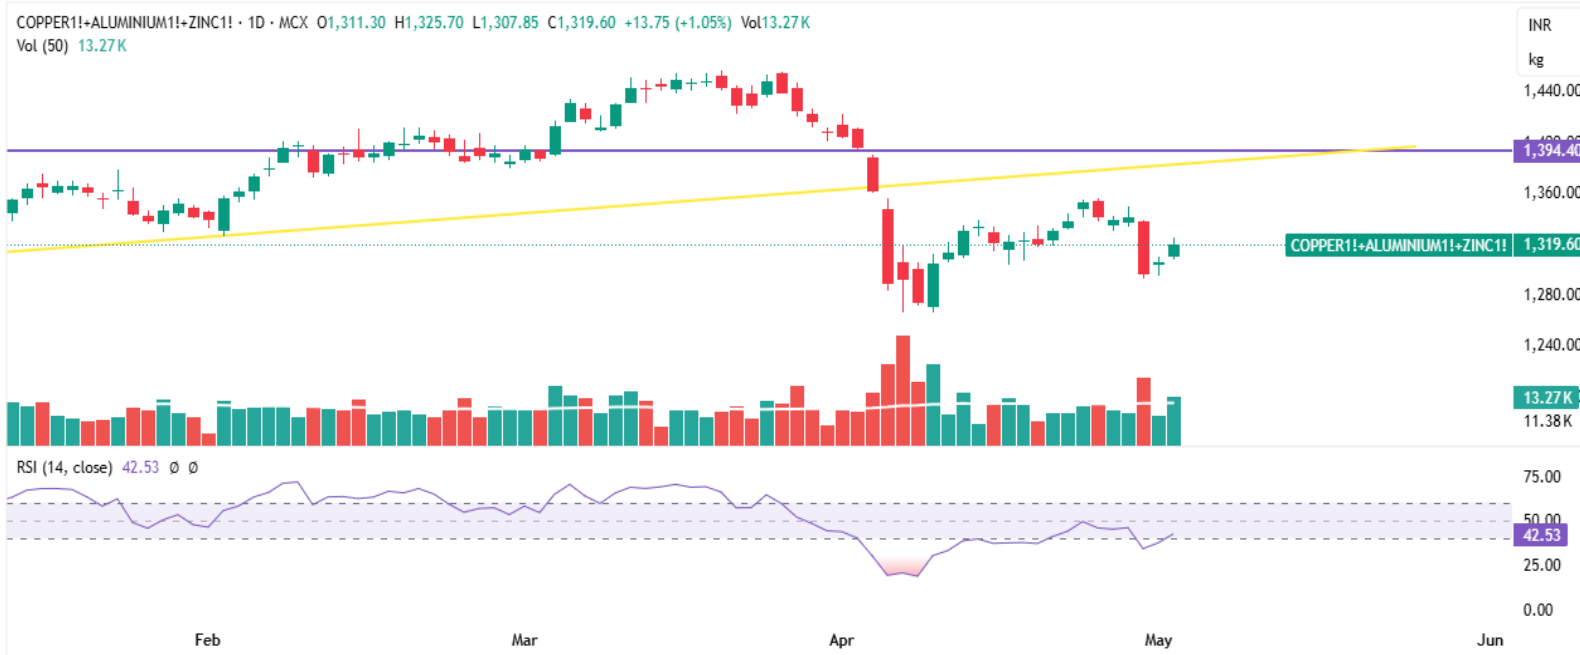 COPPER1!+ALUMINIUM1!+ZINC1! · 1D · MCX O1,311.30 H1,325.70 L1,307.85 C1,319.60 +13.75 (+1.05%) Vol13.27K
Vol (50) 13.27K
INR
kg
1,440.00
1,394.40
1,360.00
COPPER1!+ALUMINIUM1!+ZINC1! 1,319.60
1,280.00
1,240.00
13.27K
11.38K
RSI (14, close) 42.53 Ø Ø
75.00
50.00
42.53
25.00
0.00
Feb Mar Apr May Jun